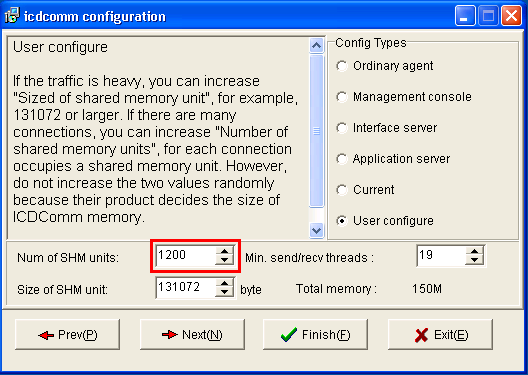 icdcomm configuration
User configure
If the traffic is heavy, you can increase
"Sized of shared memory unit", for example,
131072 or larger. If there are many
connections, you can increase "Number of
shared memory units", for each connection
occupies a shared memory unit. However,
do not increase the two values randomly
because their product decides the size of
ICDComm memory.
Config Types
Ordinary agent
Management console
Interface server
Application server
Current
User configure
Num of SHM units: 1200 Min. send/recv threads : 19
Size of SHM unit: 131072 byte Total memory : 150M
Prev(P) Next(N) Finish(F) Exit(E)